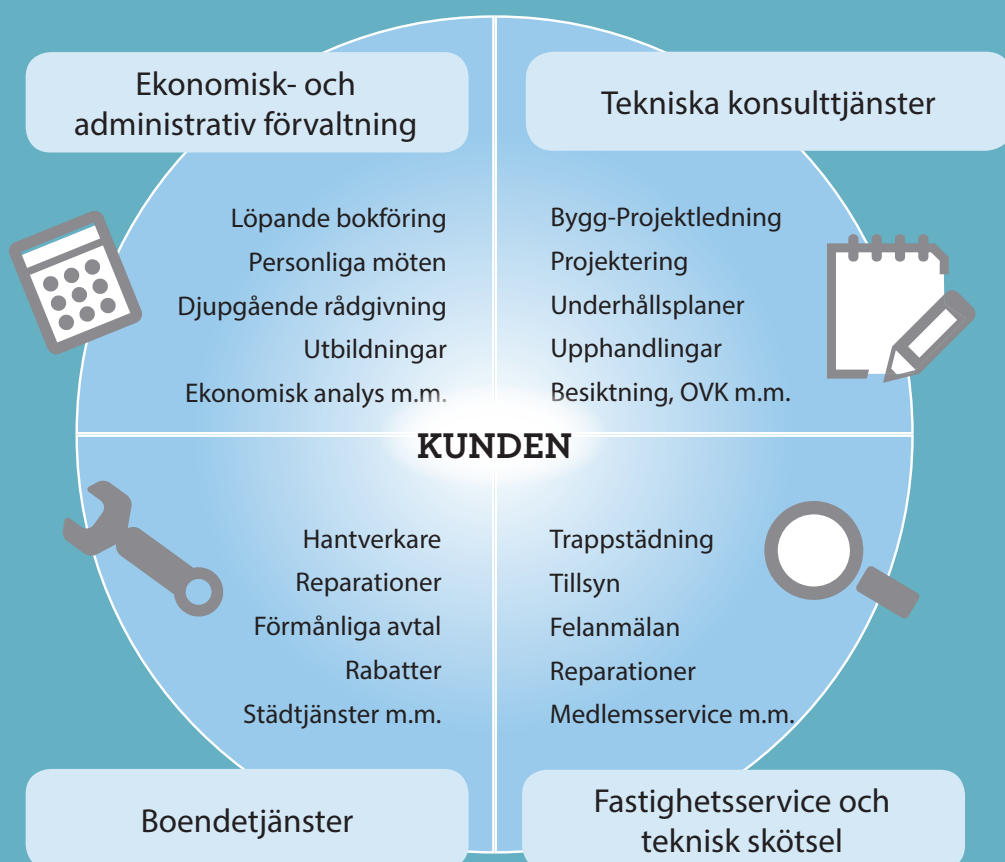 Ekonomisk- och
administrativ förvaltning
Löpande bokföring
Personliga möten
Djupgående rådgivning
Utbildningar
Ekonomisk analys m.m.
Tekniska konsulttjänster
Bygg-Projektledning
Projektering
Underhållsplaner
Upphandlingar
Besiktning, OVK m.m.
KUNDEN
Hantverkare
Reparationer
Förmånliga avtal
Rabatter
Städtjänster m.m.
Boendetjänster
Trappstädning
Tillsyn
Felanmälan
Reparationer
Medlemsservice m.m.
Fastighetsservice och
teknisk skötsel